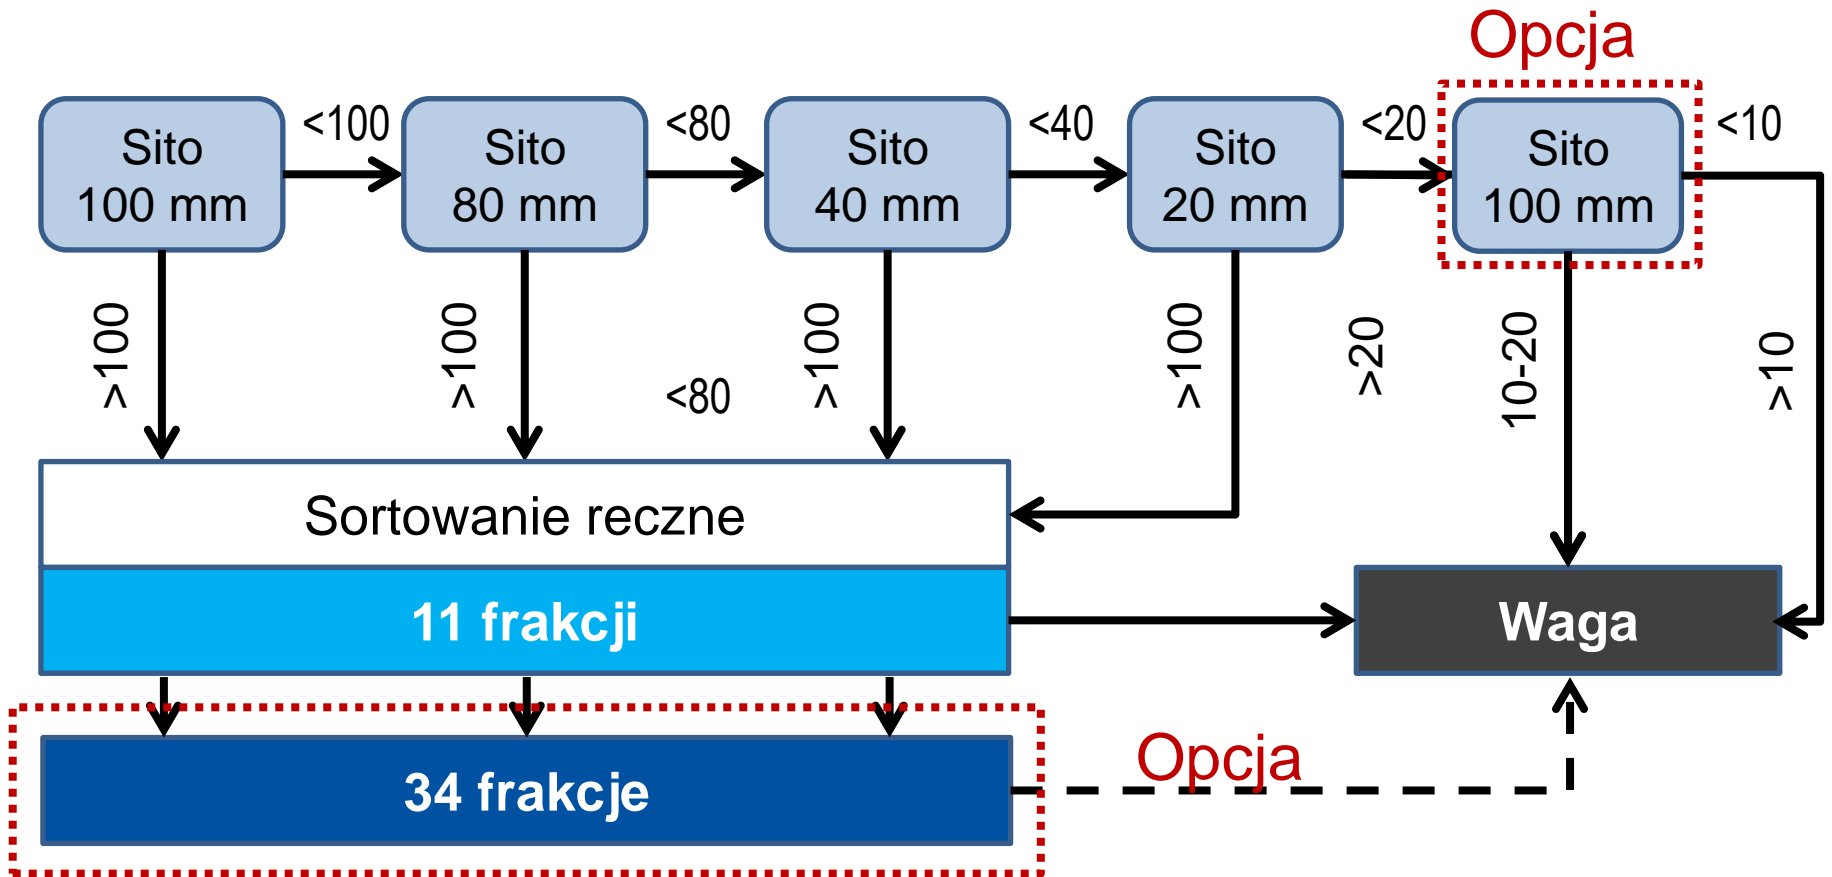 Opcja
Sito
100 mm
<100
Sito
80 mm
<80
Sito
40 mm
<40
Sito
20 mm
<20
Sito
100 mm
<10
>100
>100
<80
>100
>100
>20
10-20
>10
Sortowanie reczne
11 frakcji
Waga
34 frakcje
Opcja